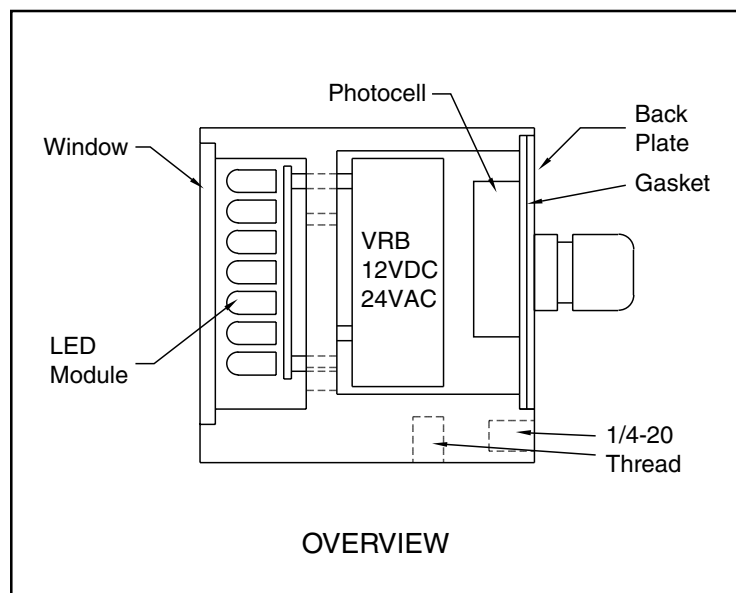 Photocell
Back
Plate
Window
Gasket
VRB
12VDC
24VAC
LED
Module
1/4-20
Thread
OVERVIEW